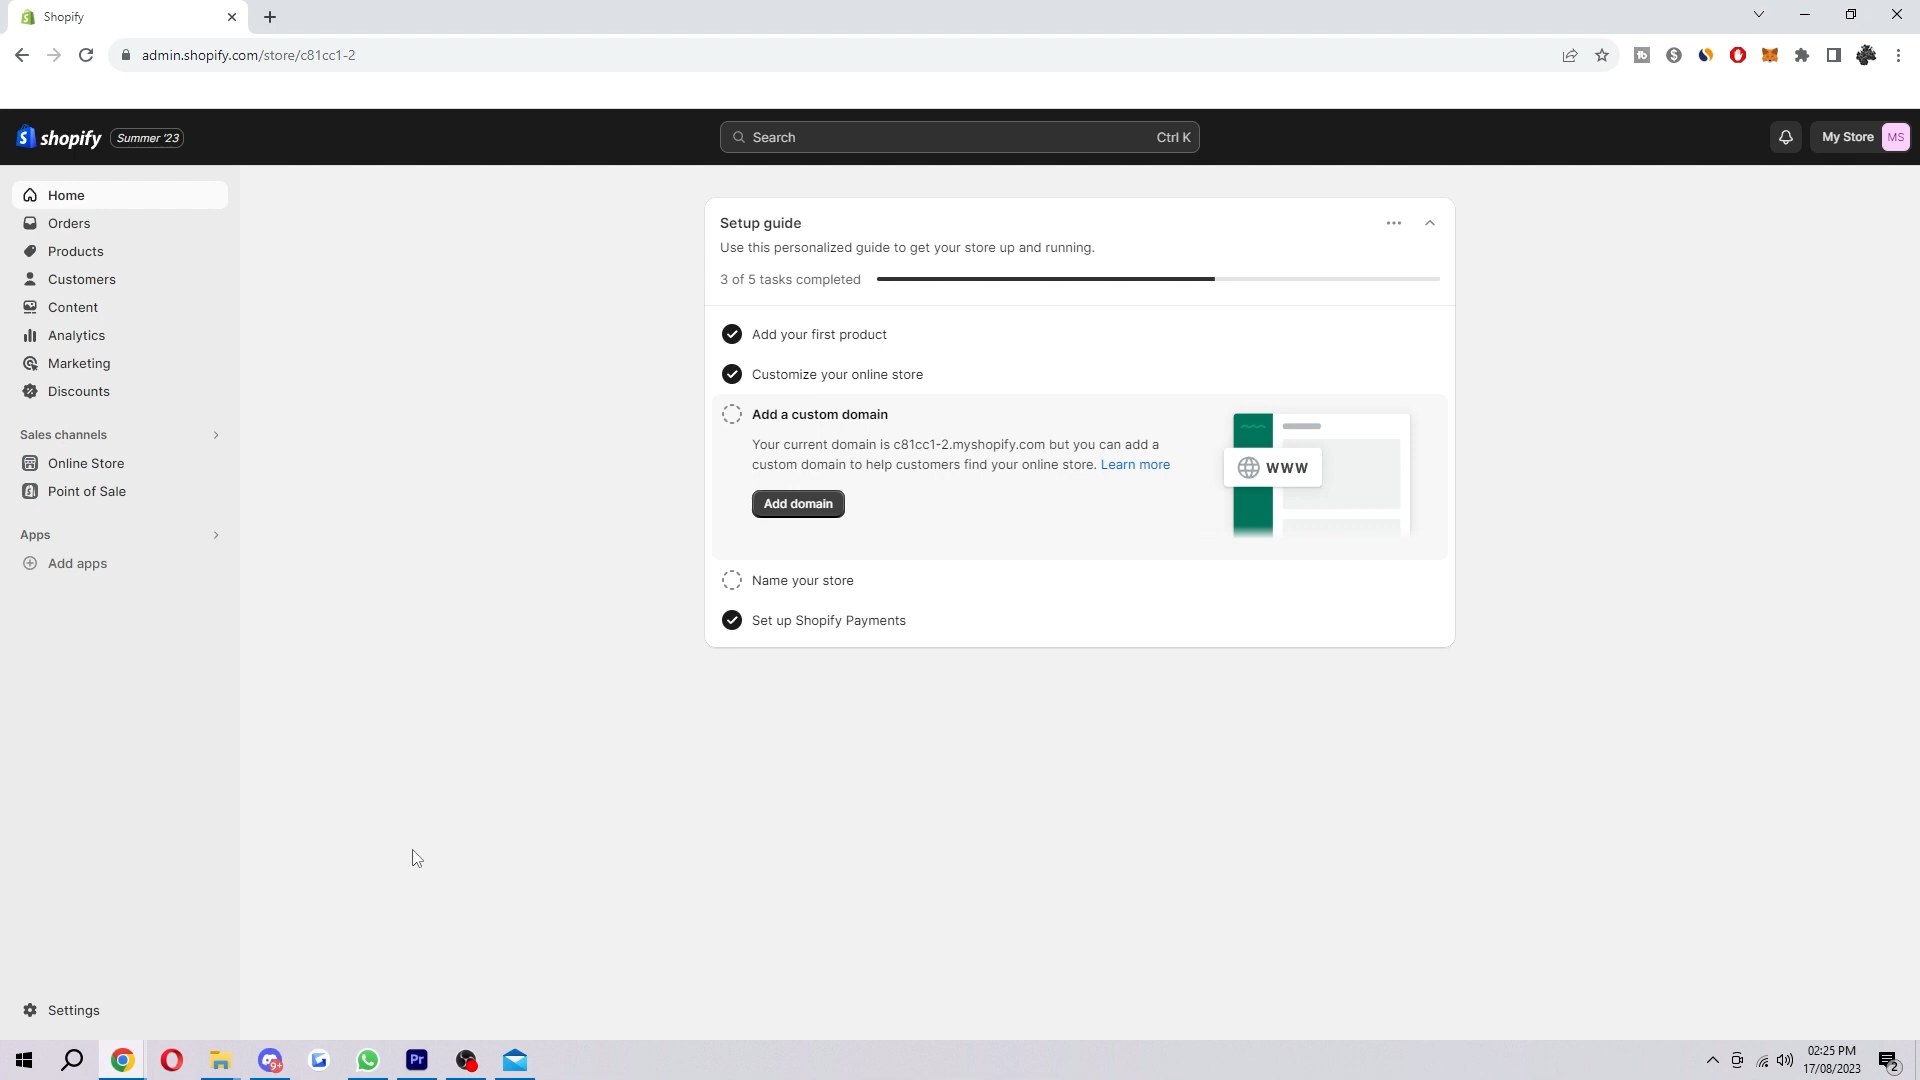 Shopify
admin.shopify.com/store/c81cc1-2
shopify
Summer '23
Search
Ctrl K
My Store
MS
Home
Orders
Products
Customers
Content
Analytics
Marketing
Discounts
Sales channels
Online Store
Point of Sale
Apps
Add apps
Settings
Setup guide
Use this personalized guide to get your store up and running.
3 of 5 tasks completed
Add your first product
Customize your online store
Add a custom domain
Your current domain is c81cc1-2.myshopify.com but you can add a
custom domain to help customers find your online store. Learn more
Add domain
WWW
Name your store
Set up Shopify Payments
9+
Pr
02:25 PM
17/08/2023
2